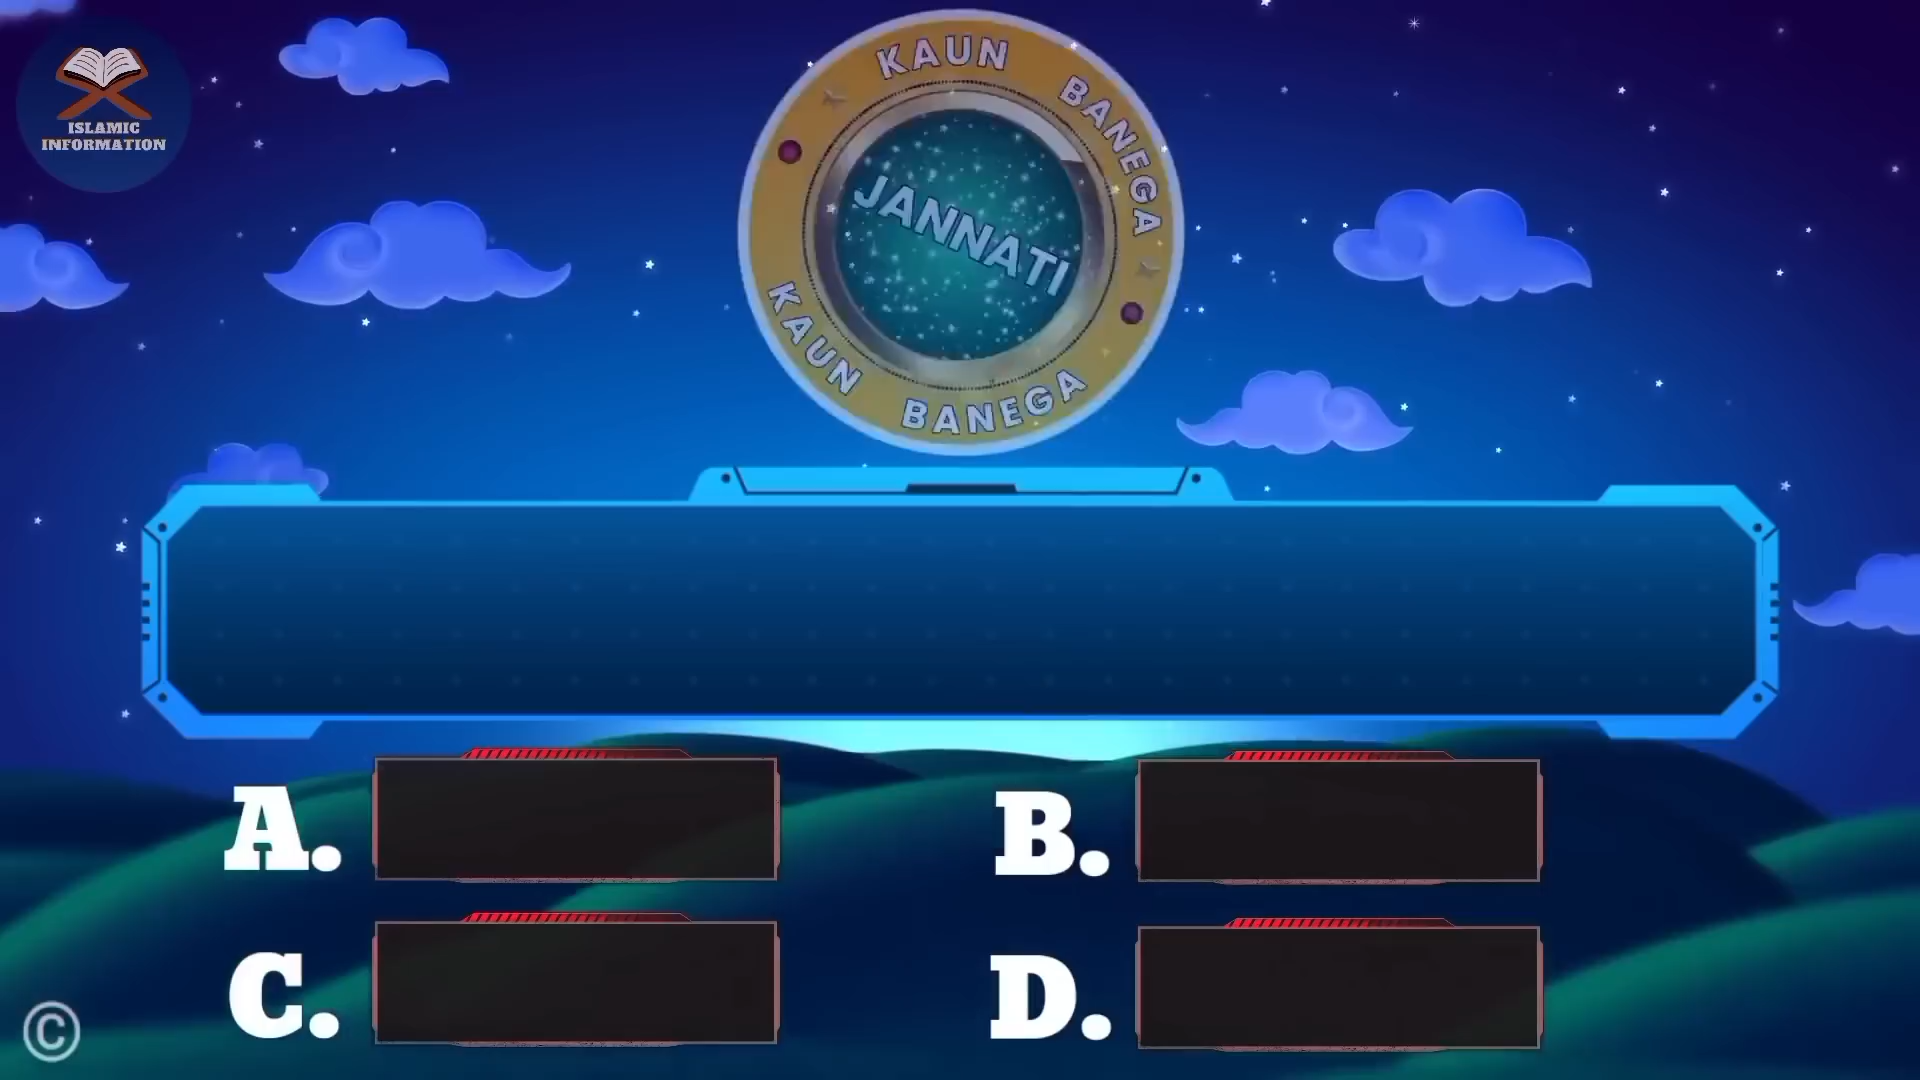 ISLAMIC
INFORMATION
KAUN BANEGA
JANNATI
KAUN BANEGA
A.
B.
C.
D.
©